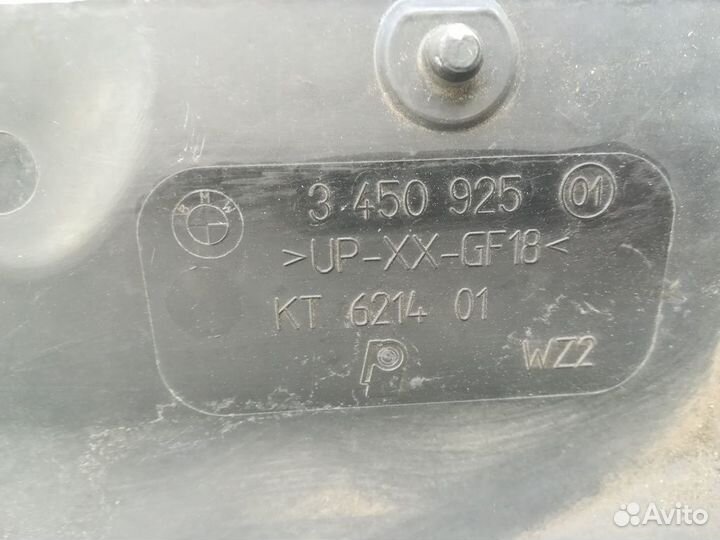 BMW
3 450 925 01
>UP-XX-GF18<
KT 6214 01
P
WZ2
Avito